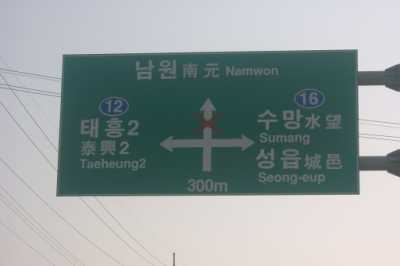 남원 南元 Namwon
12
태흥2
泰興2
Taeheung2
16
수망 水望
Sumang
성읍 城邑
Seong-eup
300m